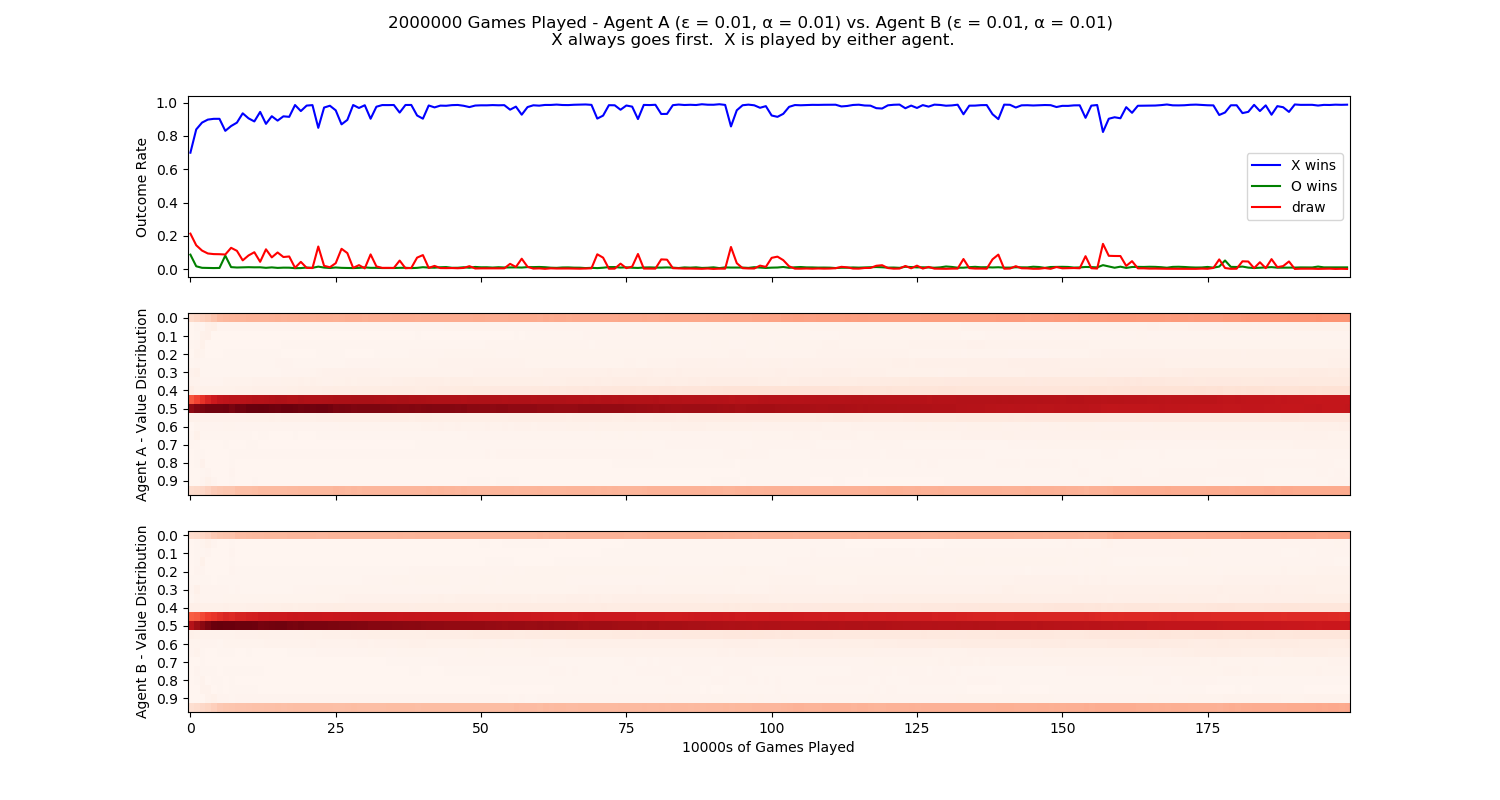 2000000 Games Played - Agent A (ε = 0.01, α = 0.01) vs. Agent B (ε = 0.01, α = 0.01)
X always goes first.  X is played by either agent.
Outcome Rate
1.0
0.8
0.6
0.4
0.2
0.0
X wins
O wins
draw
Agent A - Value Distribution
0.0
0.1
0.2
0.3
0.4
0.5
0.6
0.7
0.8
0.9
Agent B - Value Distribution
0.0
0.1
0.2
0.3
0.4
0.5
0.6
0.7
0.8
0.9
0 25 50 75 100 125 150 175
10000s of Games Played